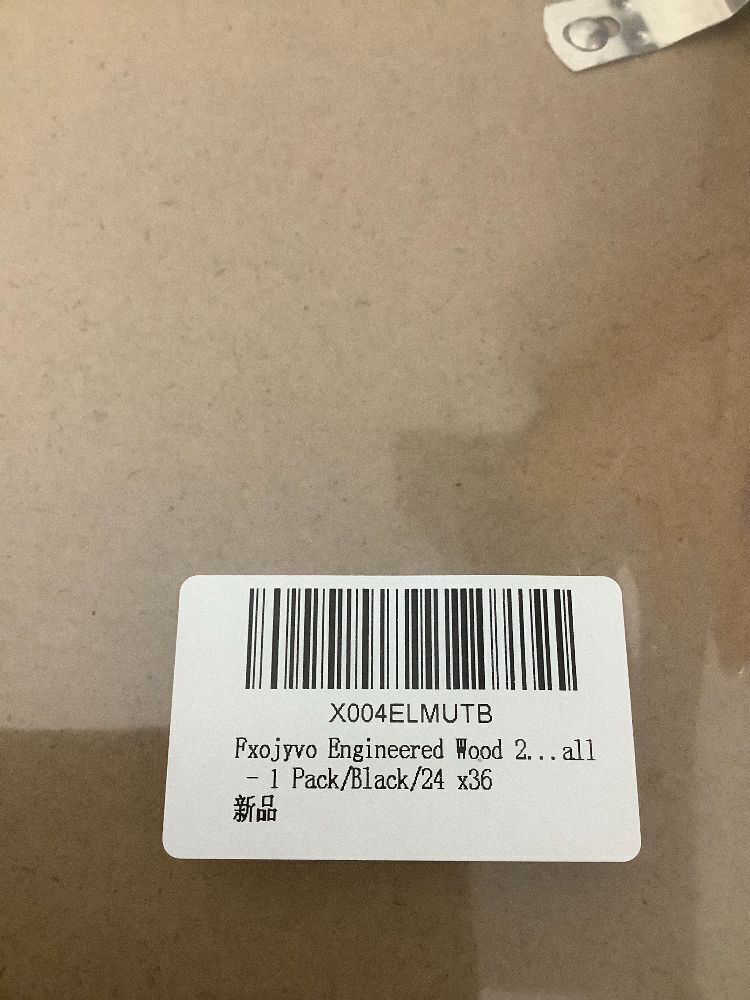 X004ELMUTB
Fxojyvo Engineered Wood 2...all
- 1 Pack/Black/24 x36
新品